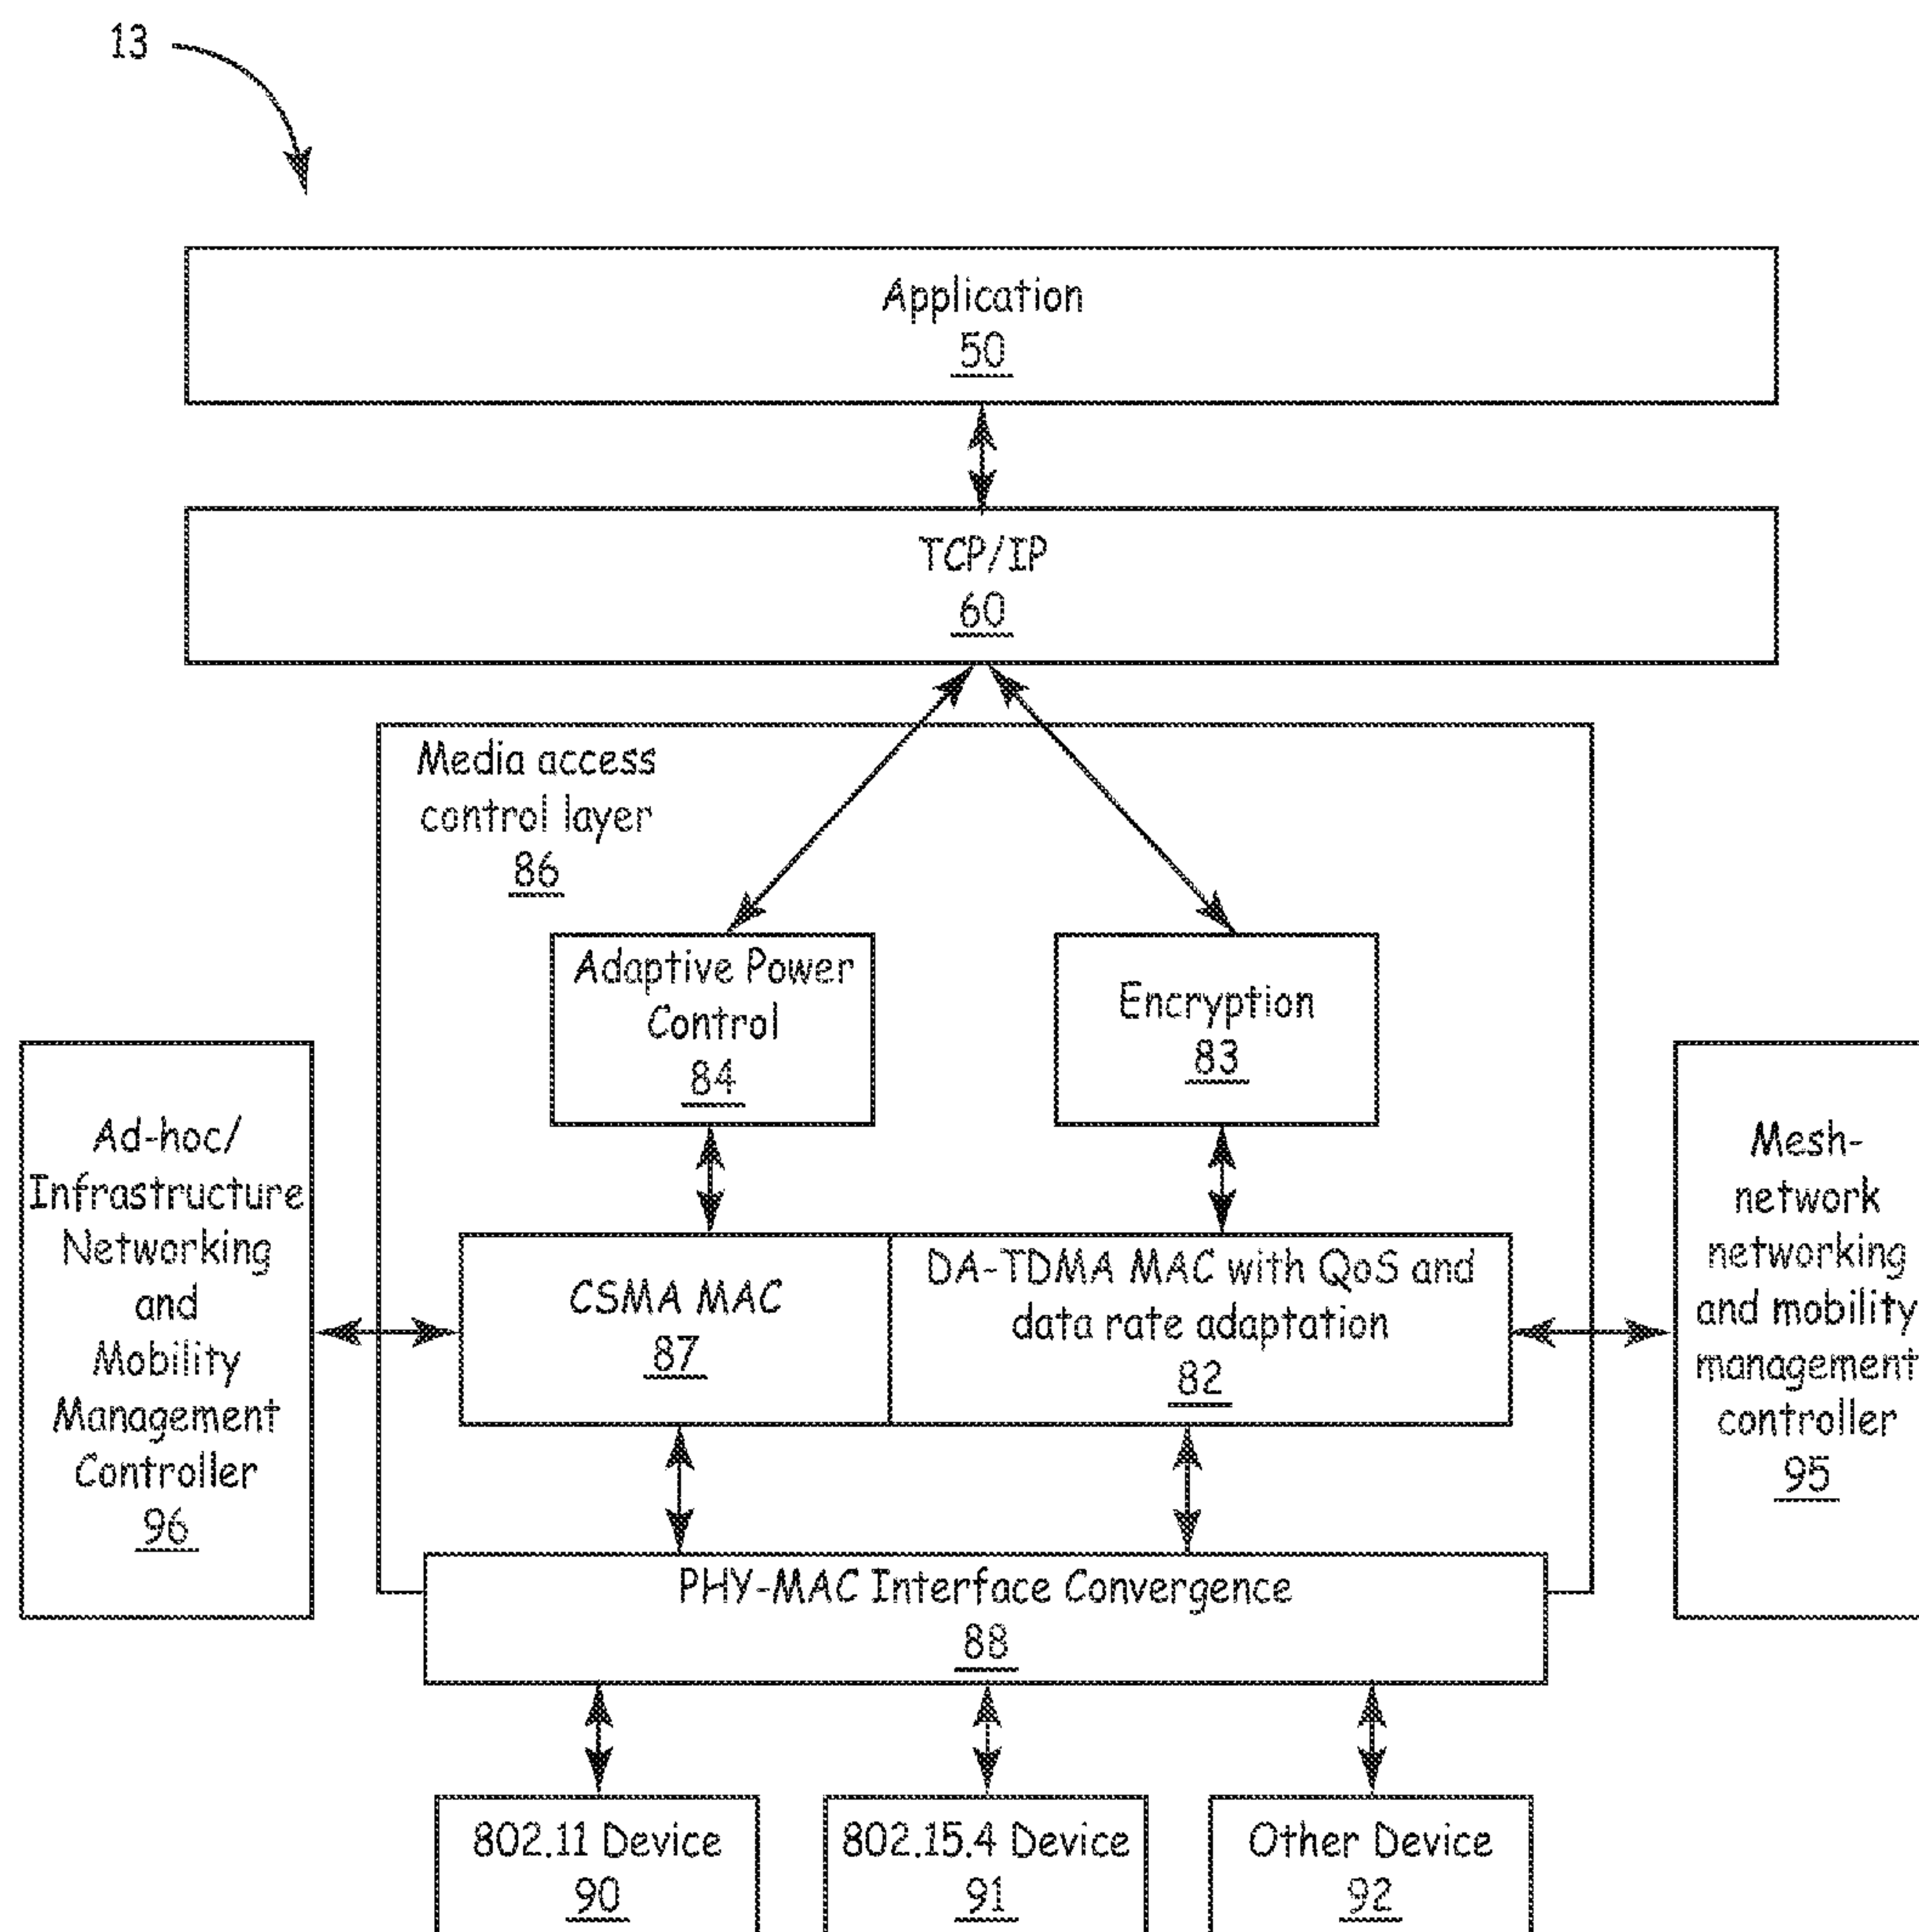 13
Application
50
TCP/IP
60
Media access
control layer
86
Adaptive Power
Control
84
Encryption
83
Ad-hoc/
Infrastructure
Networking
and
Mobility
Management
Controller
96
CSMA MAC
87
DA-TDMA MAC with QoS and
data rate adaptation
82
Mesh-
network
networking
and mobility
management
controller
95
PHY-MAC Interface Convergence
88
802.11 Device
90
802.15.4 Device
91
Other Device
92